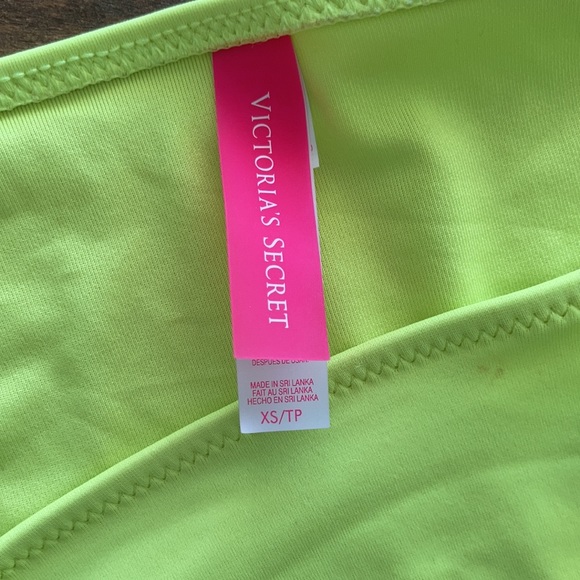 VICTORIA'S SECRET
DESPUÉS DE USAR
MADE IN SRI LANKA
FAIT AU SRI LANKA
HECHO EN SRI LANKA
XS/TP